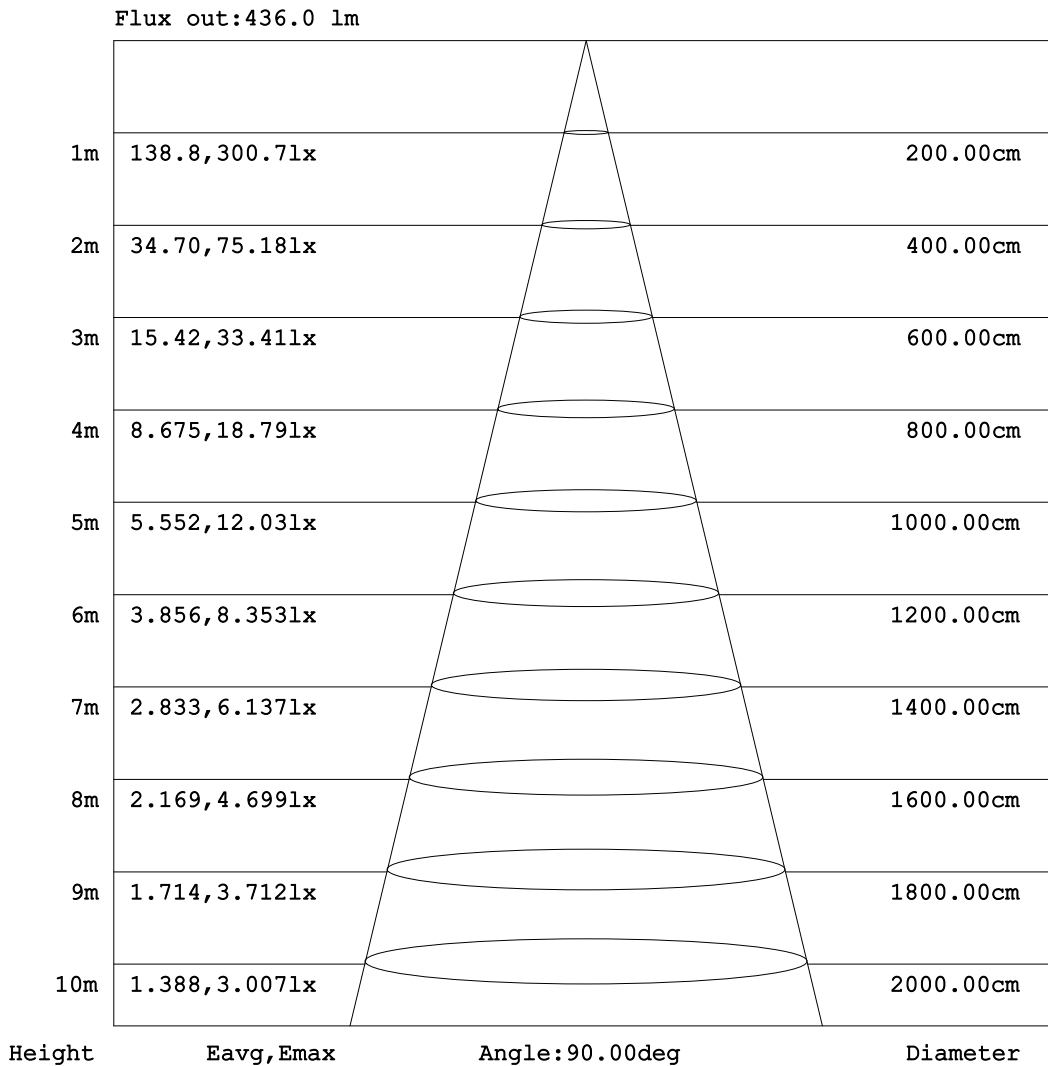 Flux out:436.0 lm
1m 138.8,300.7lx 200.00cm
2m 34.70,75.18lx 400.00cm
3m 15.42,33.41lx 600.00cm
4m 8.675,18.79lx 800.00cm
5m 5.552,12.03lx 1000.00cm
6m 3.856,8.353lx 1200.00cm
7m 2.833,6.137lx 1400.00cm
8m 2.169,4.699lx 1600.00cm
9m 1.714,3.712lx 1800.00cm
10m 1.388,3.007lx 2000.00cm
Height Eavg,Emax Angle:90.00deg Diameter